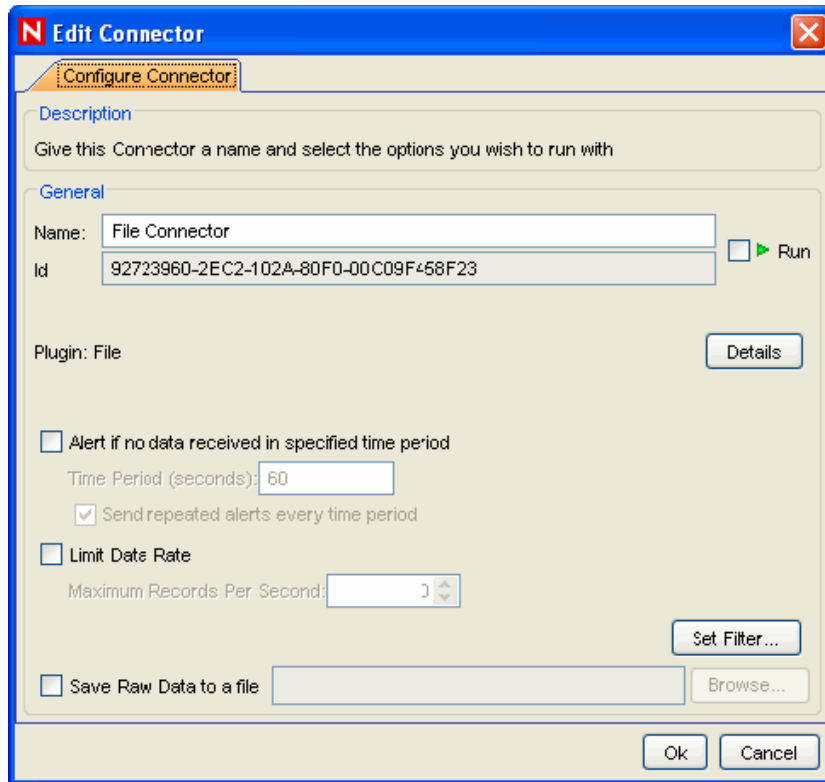 N Edit Connector
Configure Connector
Description
Give this Connector a name and select the options you wish to run with
General
Name: File Connector
Run
Id 92723960-2EC2-102A-80F0-00C09F458F23
Plugin: File
Details
Alert if no data received in specified time period
Time Period (seconds): 60
Send repeated alerts every time period
Limit Data Rate
Maximum Records Per Second: 0
Set Filter...
Save Raw Data to a file
Browse...
Ok
Cancel